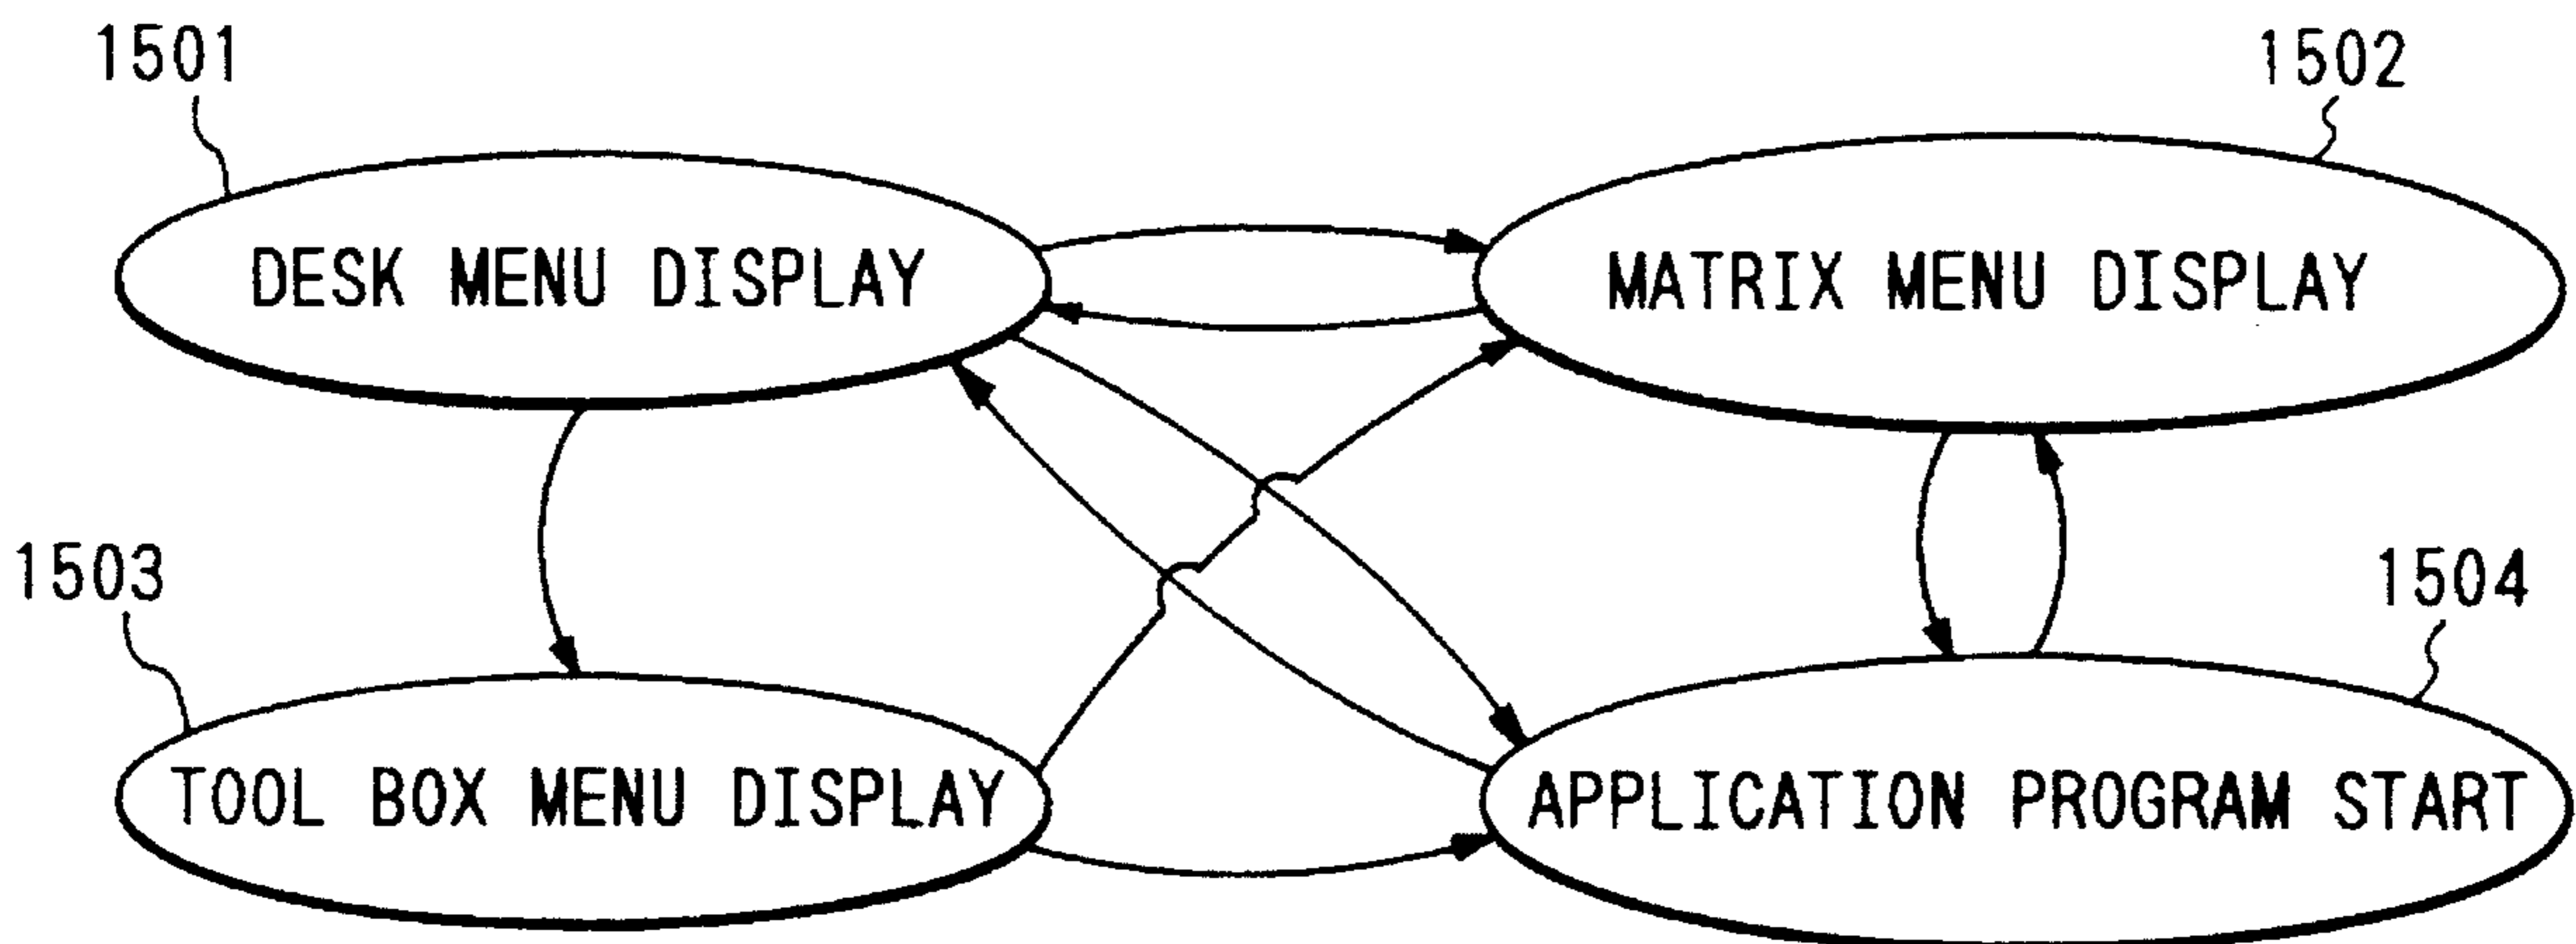 1501
1502
DESK MENU DISPLAY
MATRIX MENU DISPLAY
1503
1504
TOOL BOX MENU DISPLAY
APPLICATION PROGRAM START